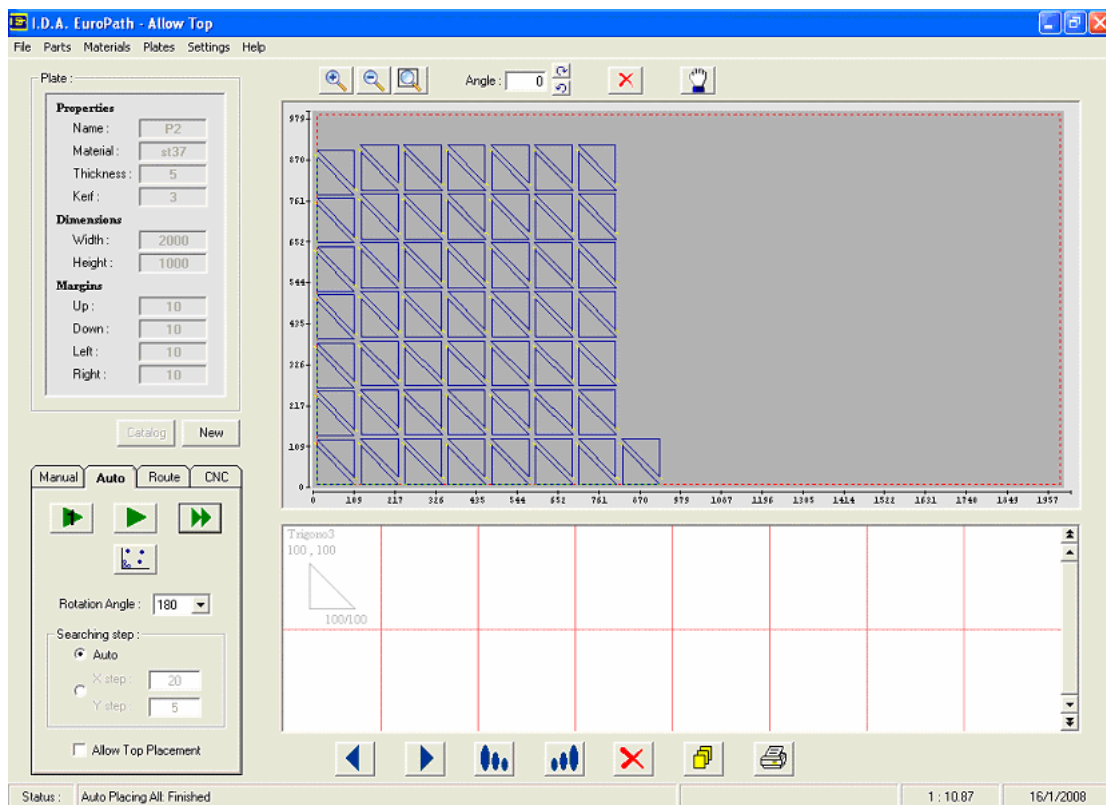 I.D.A. EuroPath - Allow Top
File Parts Materials Plates Settings Help
Plate :
Properties
Name : P2
Material : st37
Thickness : 5
Kerf : 3
Dimensions
Width : 2000
Height : 1000
Margins
Up : 10
Down : 10
Left : 10
Right : 10
Catalog New
Manual Auto Route CNC
1
Rotation Angle : 180
Searching step :
Auto
X step : 20
Y step 5
Allow Top Placement
Angle : 0
979
870
761
652
544
435
326
217
109
0
0 109 217 326 435 544 652 761 870 979 1087 1196 1305 1414 1522 1631 1740 1849 1957
Trigono3
100 , 100
100/100
Status : Auto Placing All: Finished 1 : 10.87 16/1/2008